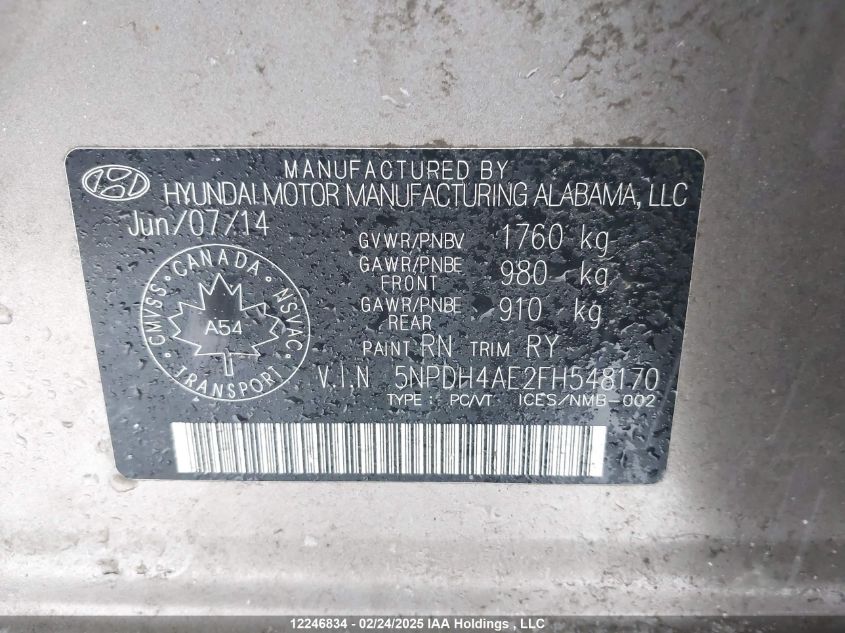 MANUFACTURED BY
HYUNDAI MOTOR MANUFACTURING ALABAMA, LLC
Jun/07/14
GVWR/PNBV 1760 kg
GAWR/PNBE FRONT 980 kg
GAWR/PNBE REAR 910 kg
CANADA
CMVSS NSVAC
A54
TRANSPORT
PAINT RN TRIM RY
V.I.N 5NPDH4AE2FH548170
TYPE: PC/VT ICES/NMB-002
12246834 - 02/24/2025 IAA Holdings , LLC